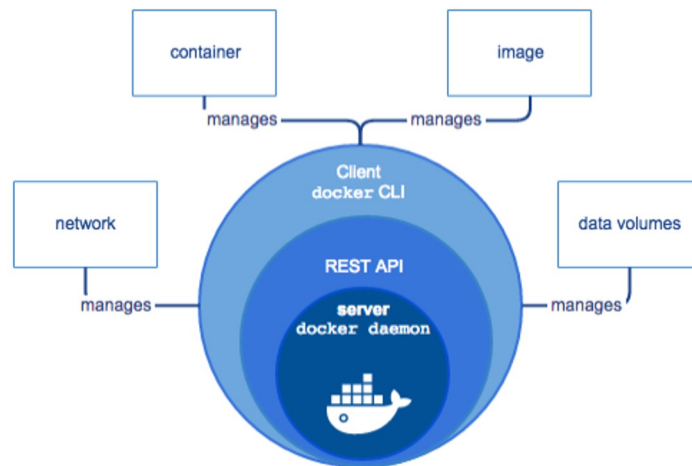 container
image
manages
manages
Client
docker CLI
network
data volumes
REST API
manages
manages
server
docker daemon